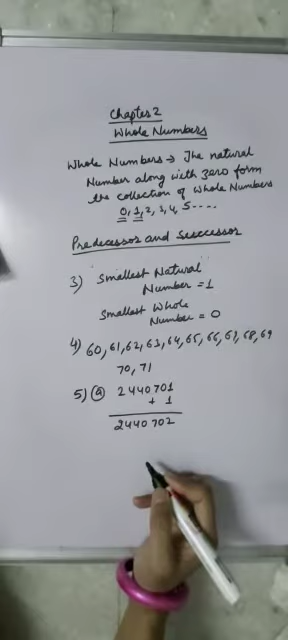 Chapter 2
Whole Numbers
Whole Numbers → The natural
Number along with zero form
the collection of Whole Numbers
0, 1, 2, 3, 4, 5 ....
Predecessor and Successor
3) Smallest Natural
Number = 1
Smallest Whole
Number = 0
4) 60, 61, 62, 63, 64, 65, 66, 67, 68, 69
70, 71
5) (a) 2440701
+ 1
2440702